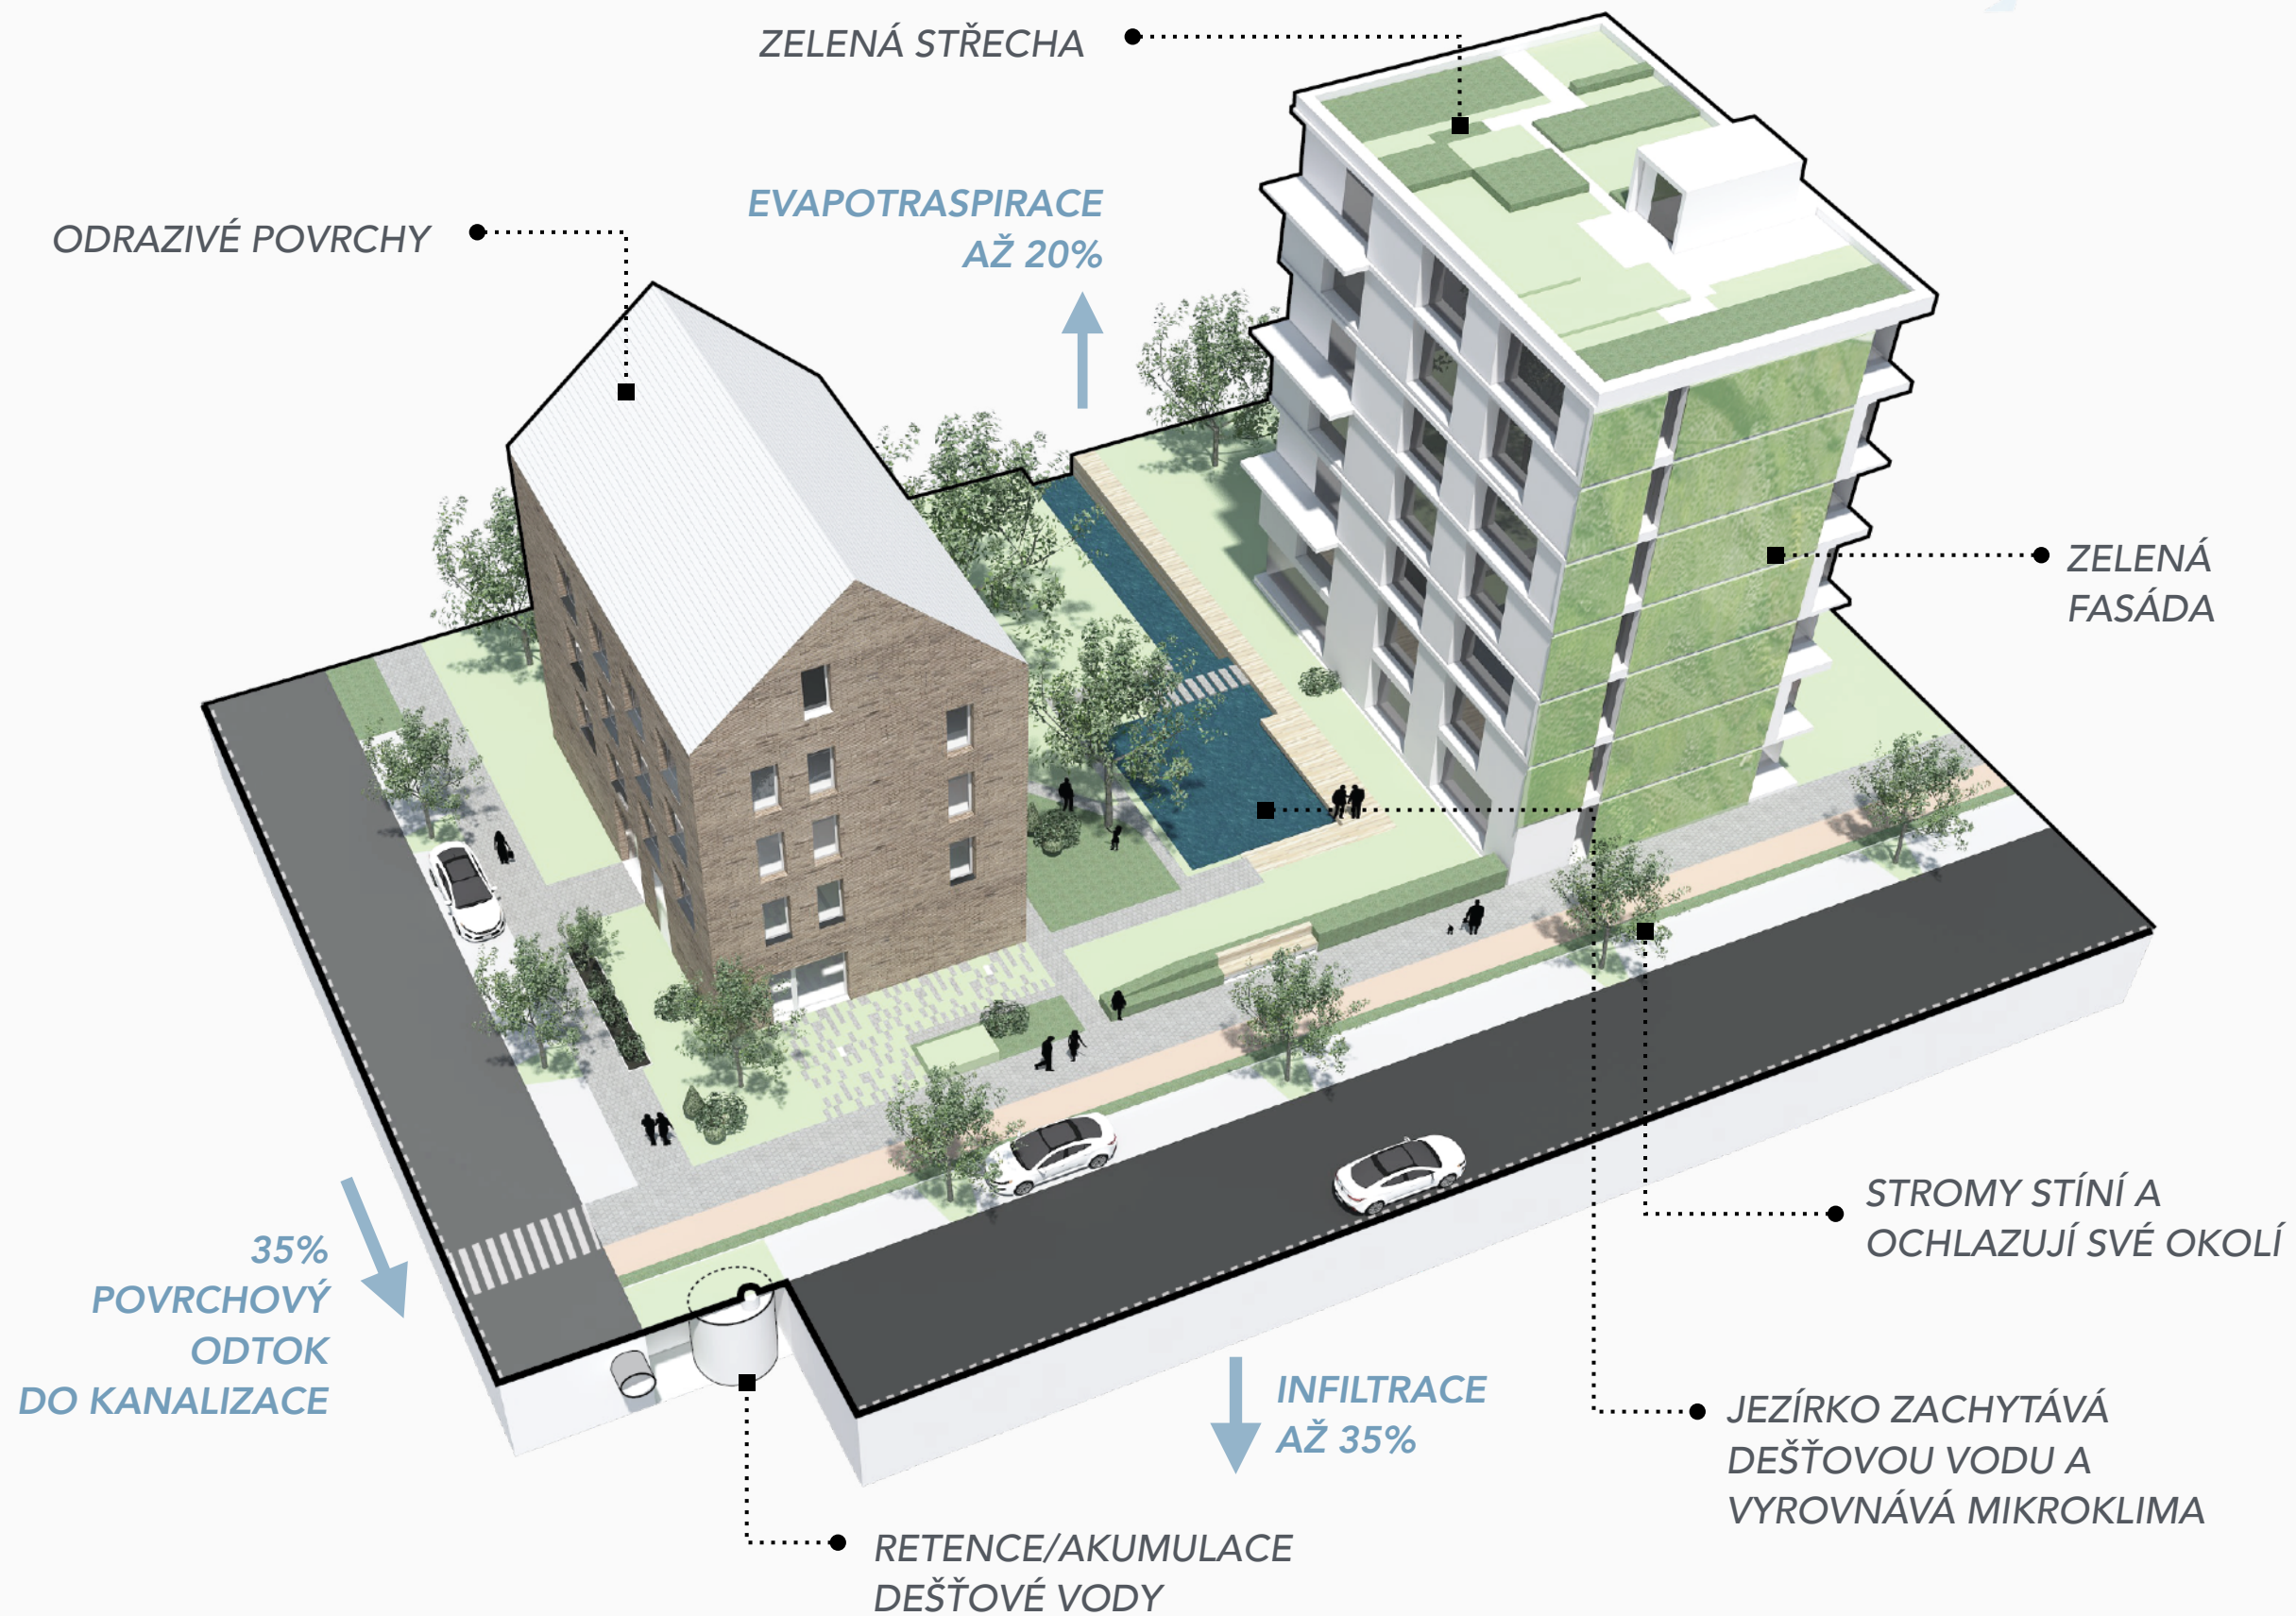 ZELENÁ STŘECHA
EVAPOTRASPIRACE
AŽ 20%
ODRAZIVÉ POVRCHY
ZELENÁ
FASÁDA
STROMY STÍNÍ A
OCHLAZUJÍ SVÉ OKOLÍ
35%
POVRCHOVÝ
ODTOK
DO KANALIZACE
INFILTRACE
AŽ 35%
JEZÍRKO ZACHYTÁVÁ
DEŠŤOVOU VODU A
VYROVNÁVÁ MIKROKLIMA
RETENCE/AKUMULACE
DEŠŤOVÉ VODY